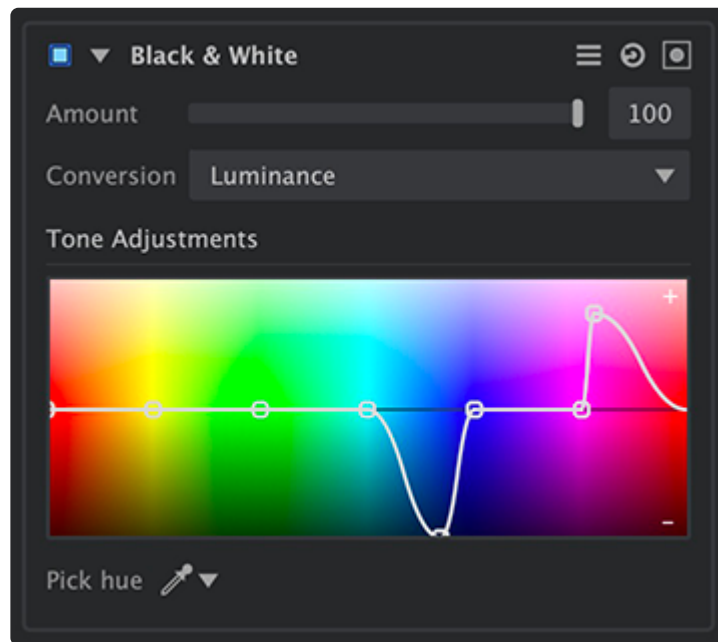 Black & White
Amount 100
Conversion Luminance
Tone Adjustments
+
-
Pick hue